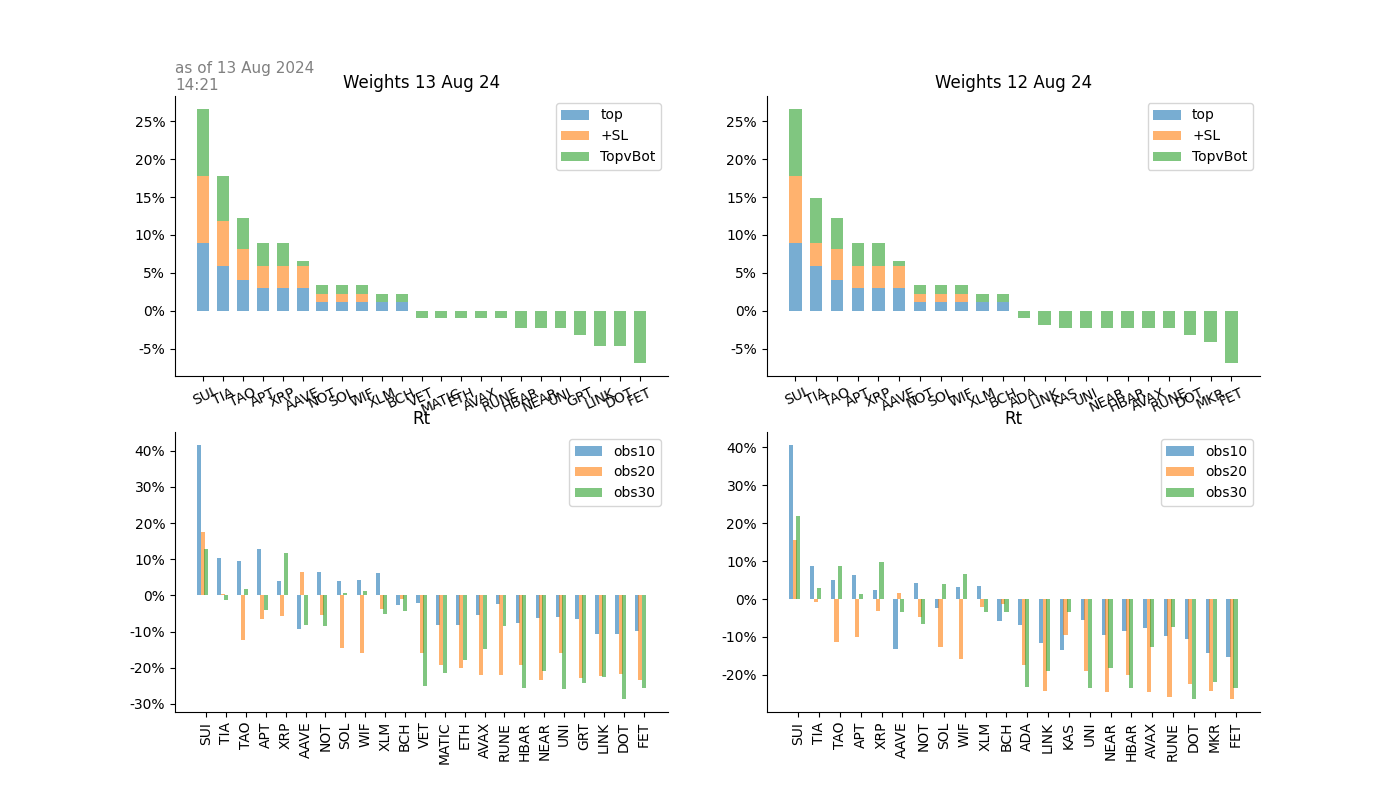 as of 13 Aug 2024
14:21
Weights 13 Aug 24
25%
20%
15%
10%
5%
0%
-5%
top
+SL
TopvBot
SUI TIA TAO APT XRP AAVE NOT SOL WIF XLM BCH VET MATIC ETH AVAX RUNE HBAR NEAR UNI GRT LINK DOT FET
Weights 12 Aug 24
25%
20%
15%
10%
5%
0%
-5%
top
+SL
TopvBot
SUI TIA TAO APT XRP AAVE NOT SOL WIF XLM BCH ADA LINK KAS UNI NEAR HBAR AVAX RUNE DOT MKR FET
Rt
40%
30%
20%
10%
0%
-10%
-20%
-30%
obs10
obs20
obs30
SUI TIA TAO APT XRP AAVE NOT SOL WIF XLM BCH VET MATIC ETH AVAX RUNE HBAR NEAR UNI GRT LINK DOT FET
Rt
40%
30%
20%
10%
0%
-10%
-20%
obs10
obs20
obs30
SUI TIA TAO APT XRP AAVE NOT SOL WIF XLM BCH ADA LINK KAS UNI NEAR HBAR AVAX RUNE DOT MKR FET